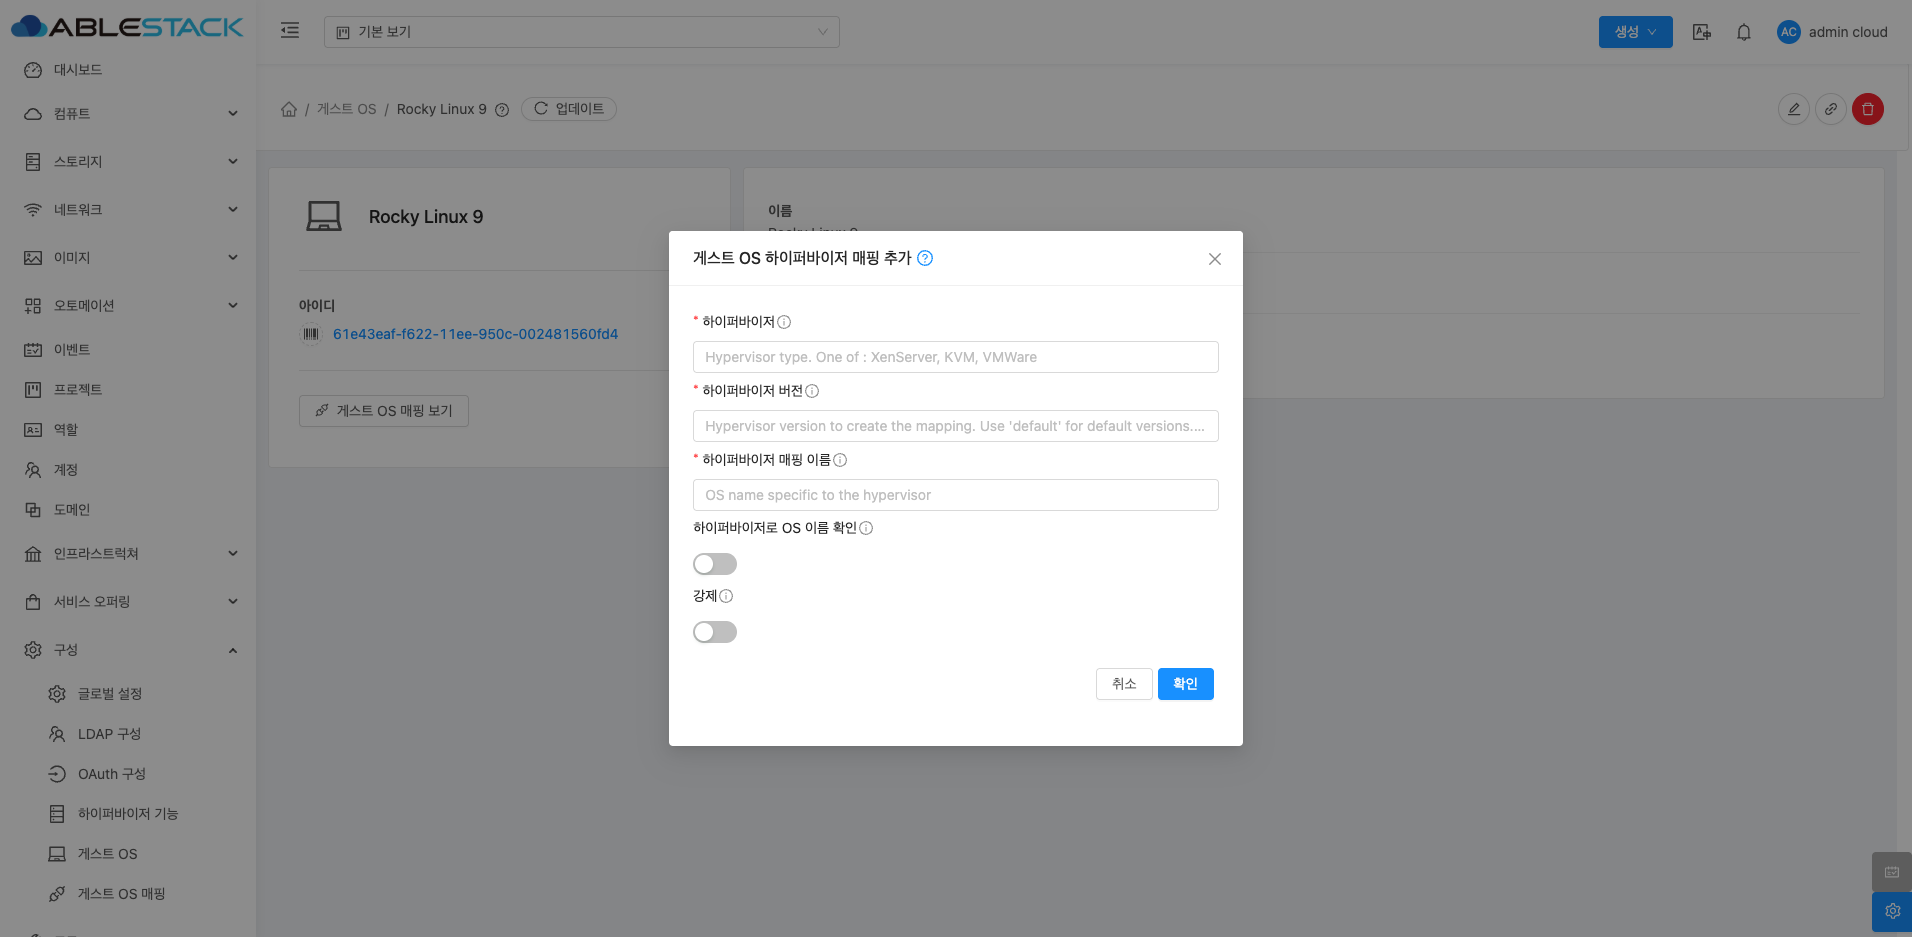 ABLESTACK
기본 보기
생성
AC
admin cloud
대시보드
컴퓨트
스토리지
네트워크
이미지
오토메이션
이벤트
프로젝트
역할
계정
도메인
인프라스트럭쳐
서비스 오퍼링
구성
글로벌 설정
LDAP 구성
OAuth 구성
하이퍼바이저 기능
게스트 OS
게스트 OS 매핑
/ 게스트 OS / Rocky Linux 9
업데이트
Rocky Linux 9
아이디
61e43eaf-f622-11ee-950c-002481560fd4
게스트 OS 매핑 보기
이름
Rocky Linux 9
게스트 OS 하이퍼바이저 매핑 추가
* 하이퍼바이저
Hypervisor type. One of : XenServer, KVM, VMWare
* 하이퍼바이저 버전
Hypervisor version to create the mapping. Use 'default' for default versions....
* 하이퍼바이저 매핑 이름
OS name specific to the hypervisor
하이퍼바이저로 OS 이름 확인
강제
취소
확인